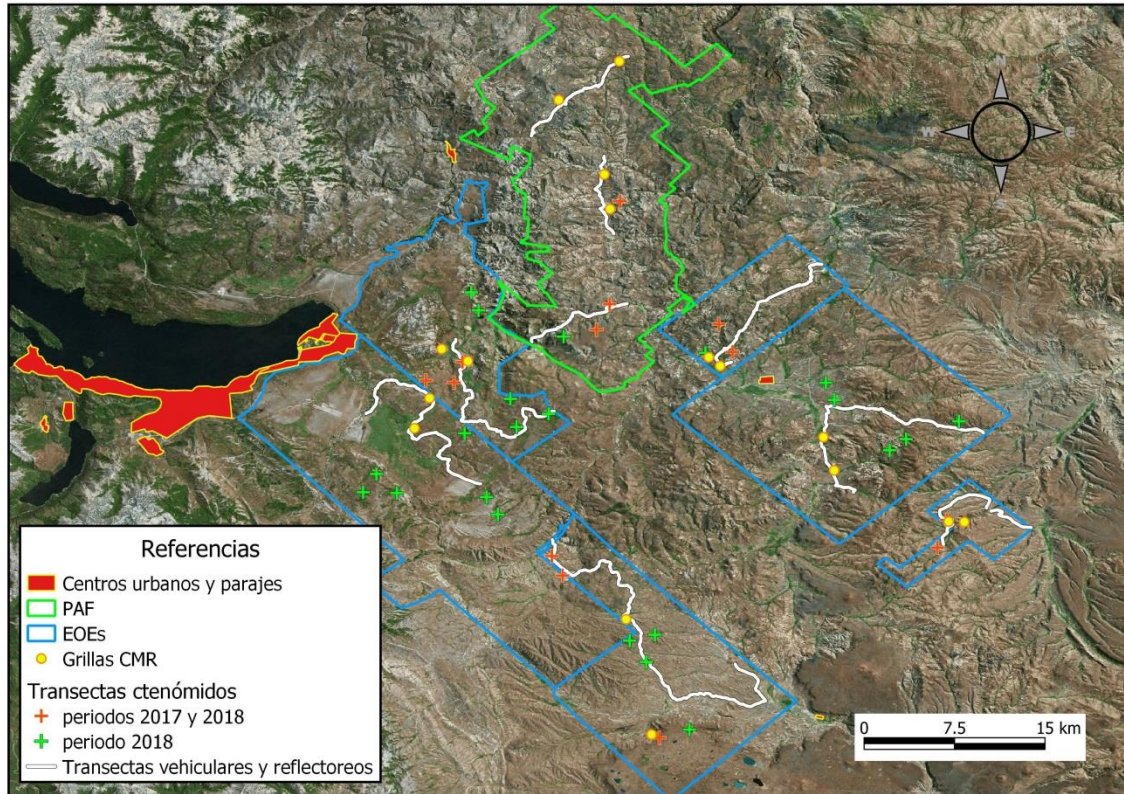 N
W
E
S
Referencias
Centros urbanos y parajes
PAF
EOEs
Grillas CMR
Transectas ctenómidos
periodos 2017 y 2018
periodo 2018
Transectas vehiculares y reflectoreos
0 7.5 15 km